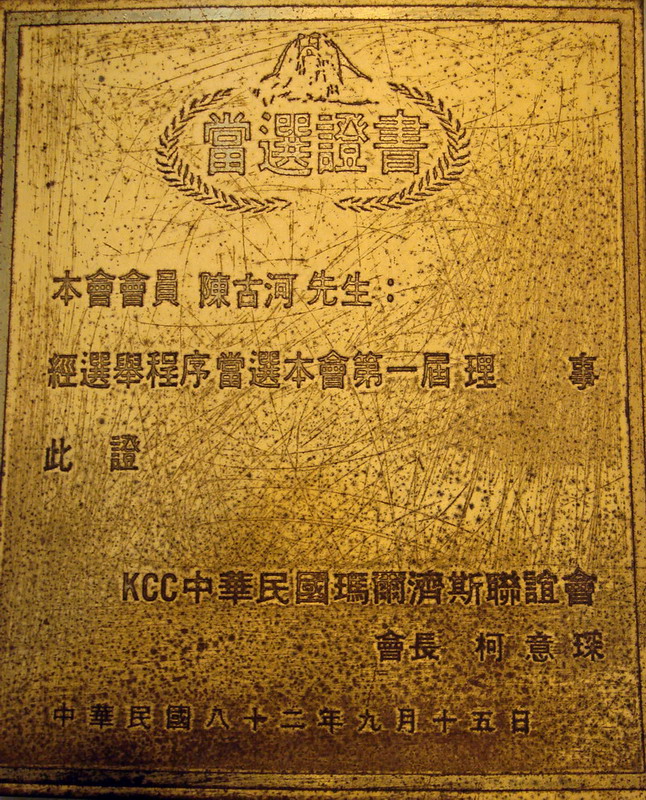 當選證書
本會會員 陳古河 先生：
經選舉程序當選本會第一屆 理 事
此 證
KCC中華民國瑪爾濟斯聯誼會
會長 柯意琛
中華民國八十二年九月十五日